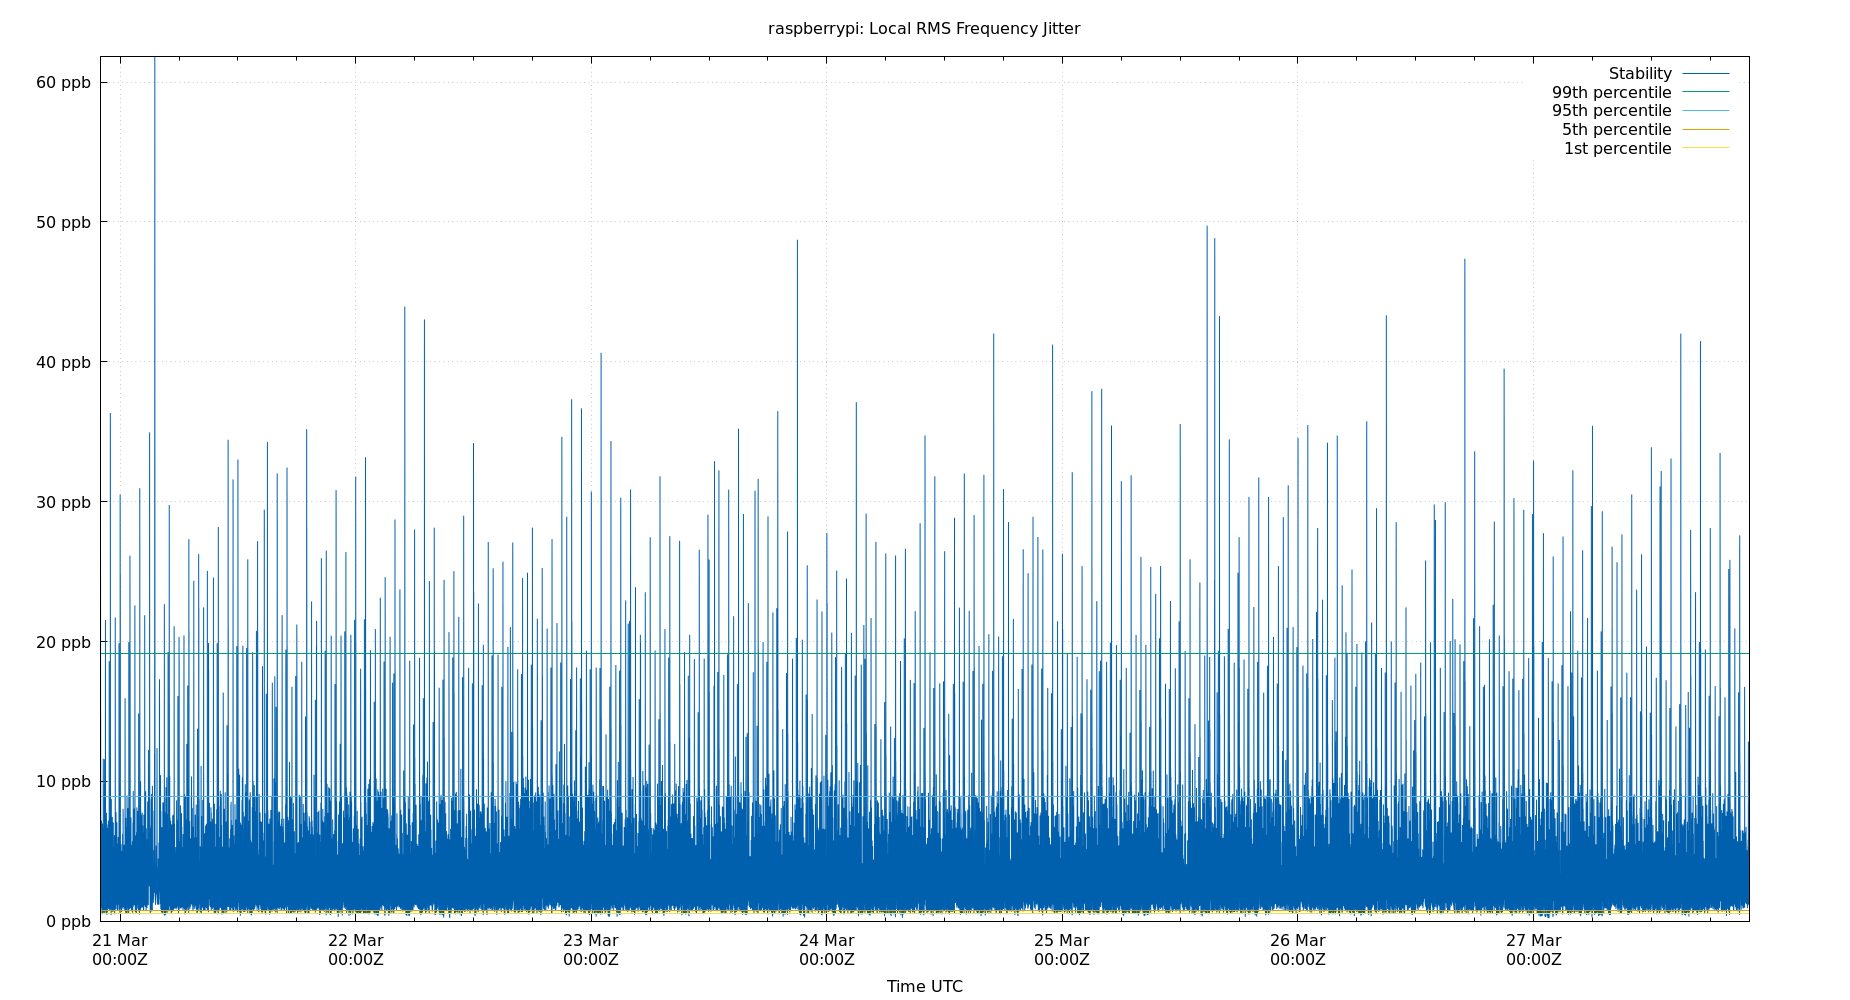 raspberrypi: Local RMS Frequency Jitter
60 ppb
50 ppb
40 ppb
30 ppb
20 ppb
10 ppb
0 ppb
Stability
99th percentile
95th percentile
5th percentile
1st percentile
21 Mar 22 Mar 23 Mar 24 Mar 25 Mar 26 Mar 27 Mar
00:00Z 00:00Z 00:00Z 00:00Z 00:00Z 00:00Z 00:00Z
Time UTC